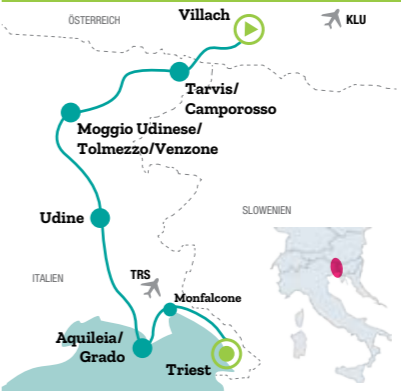 Villach
ÖSTERREICH
KLU
Tarvis/
Camporosso
Moggio Udinese/
Tolmezzo/Venzone
SLOWENIEN
Udine
ITALIEN
TRS
Monfalcone
Aquileia/
Grado
Triest